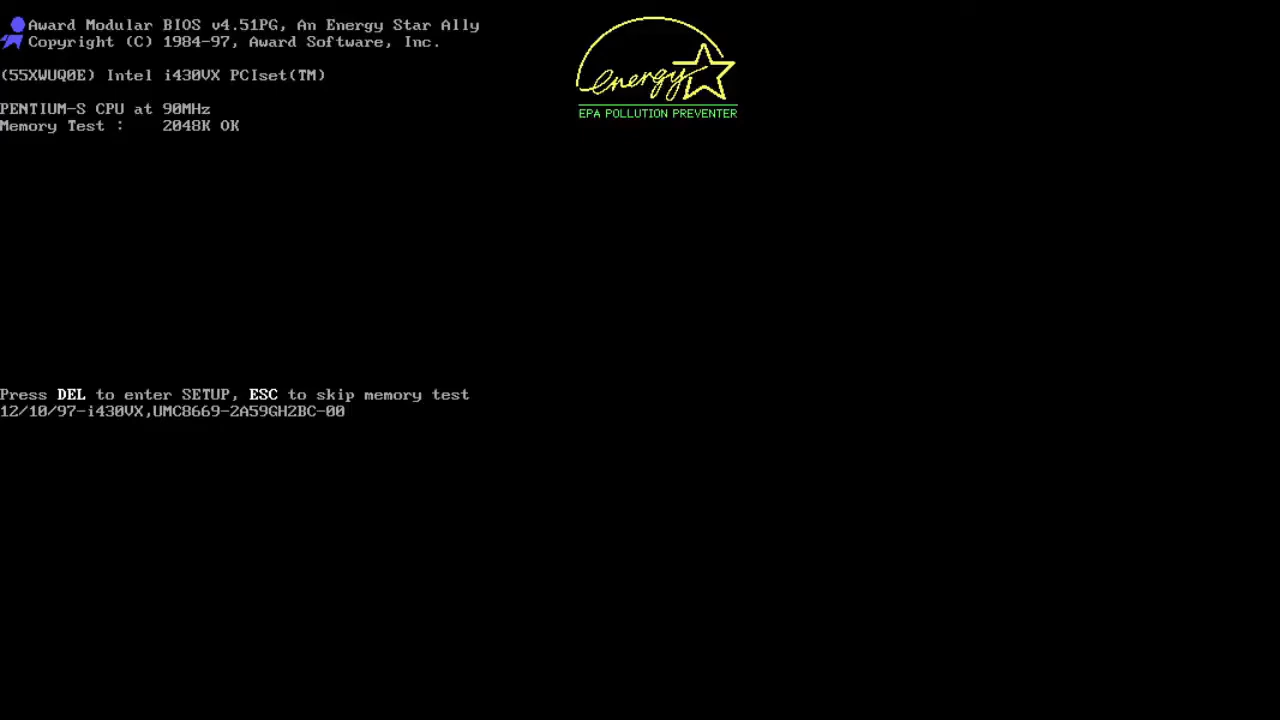 Award Modular BIOS v4.51PG, An Energy Star Ally
Copyright (C) 1984-97, Award Software, Inc.
energy
EPA POLLUTION PREVENTER
(55XWUQ0E) Intel i430VX PCIset(TM)
PENTIUM-S CPU at 90MHz
Memory Test :    2048K OK
Press DEL to enter SETUP, ESC to skip memory test
12/10/97-i430VX,UMC8669-2A59GH2BC-00